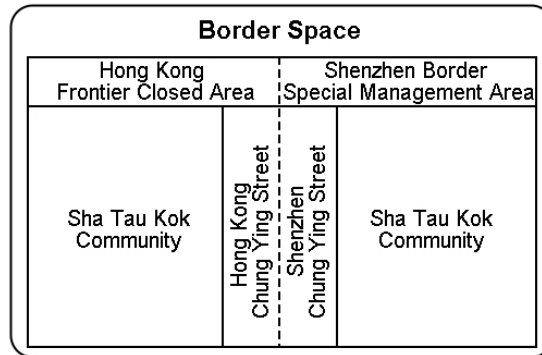 Border Space
Hong Kong
Frontier Closed Area
Shenzhen Border
Special Management Area
Sha Tau Kok
Community
Hong Kong
Chung Ying Street
Shenzhen
Chung Ying Street
Sha Tau Kok
Community